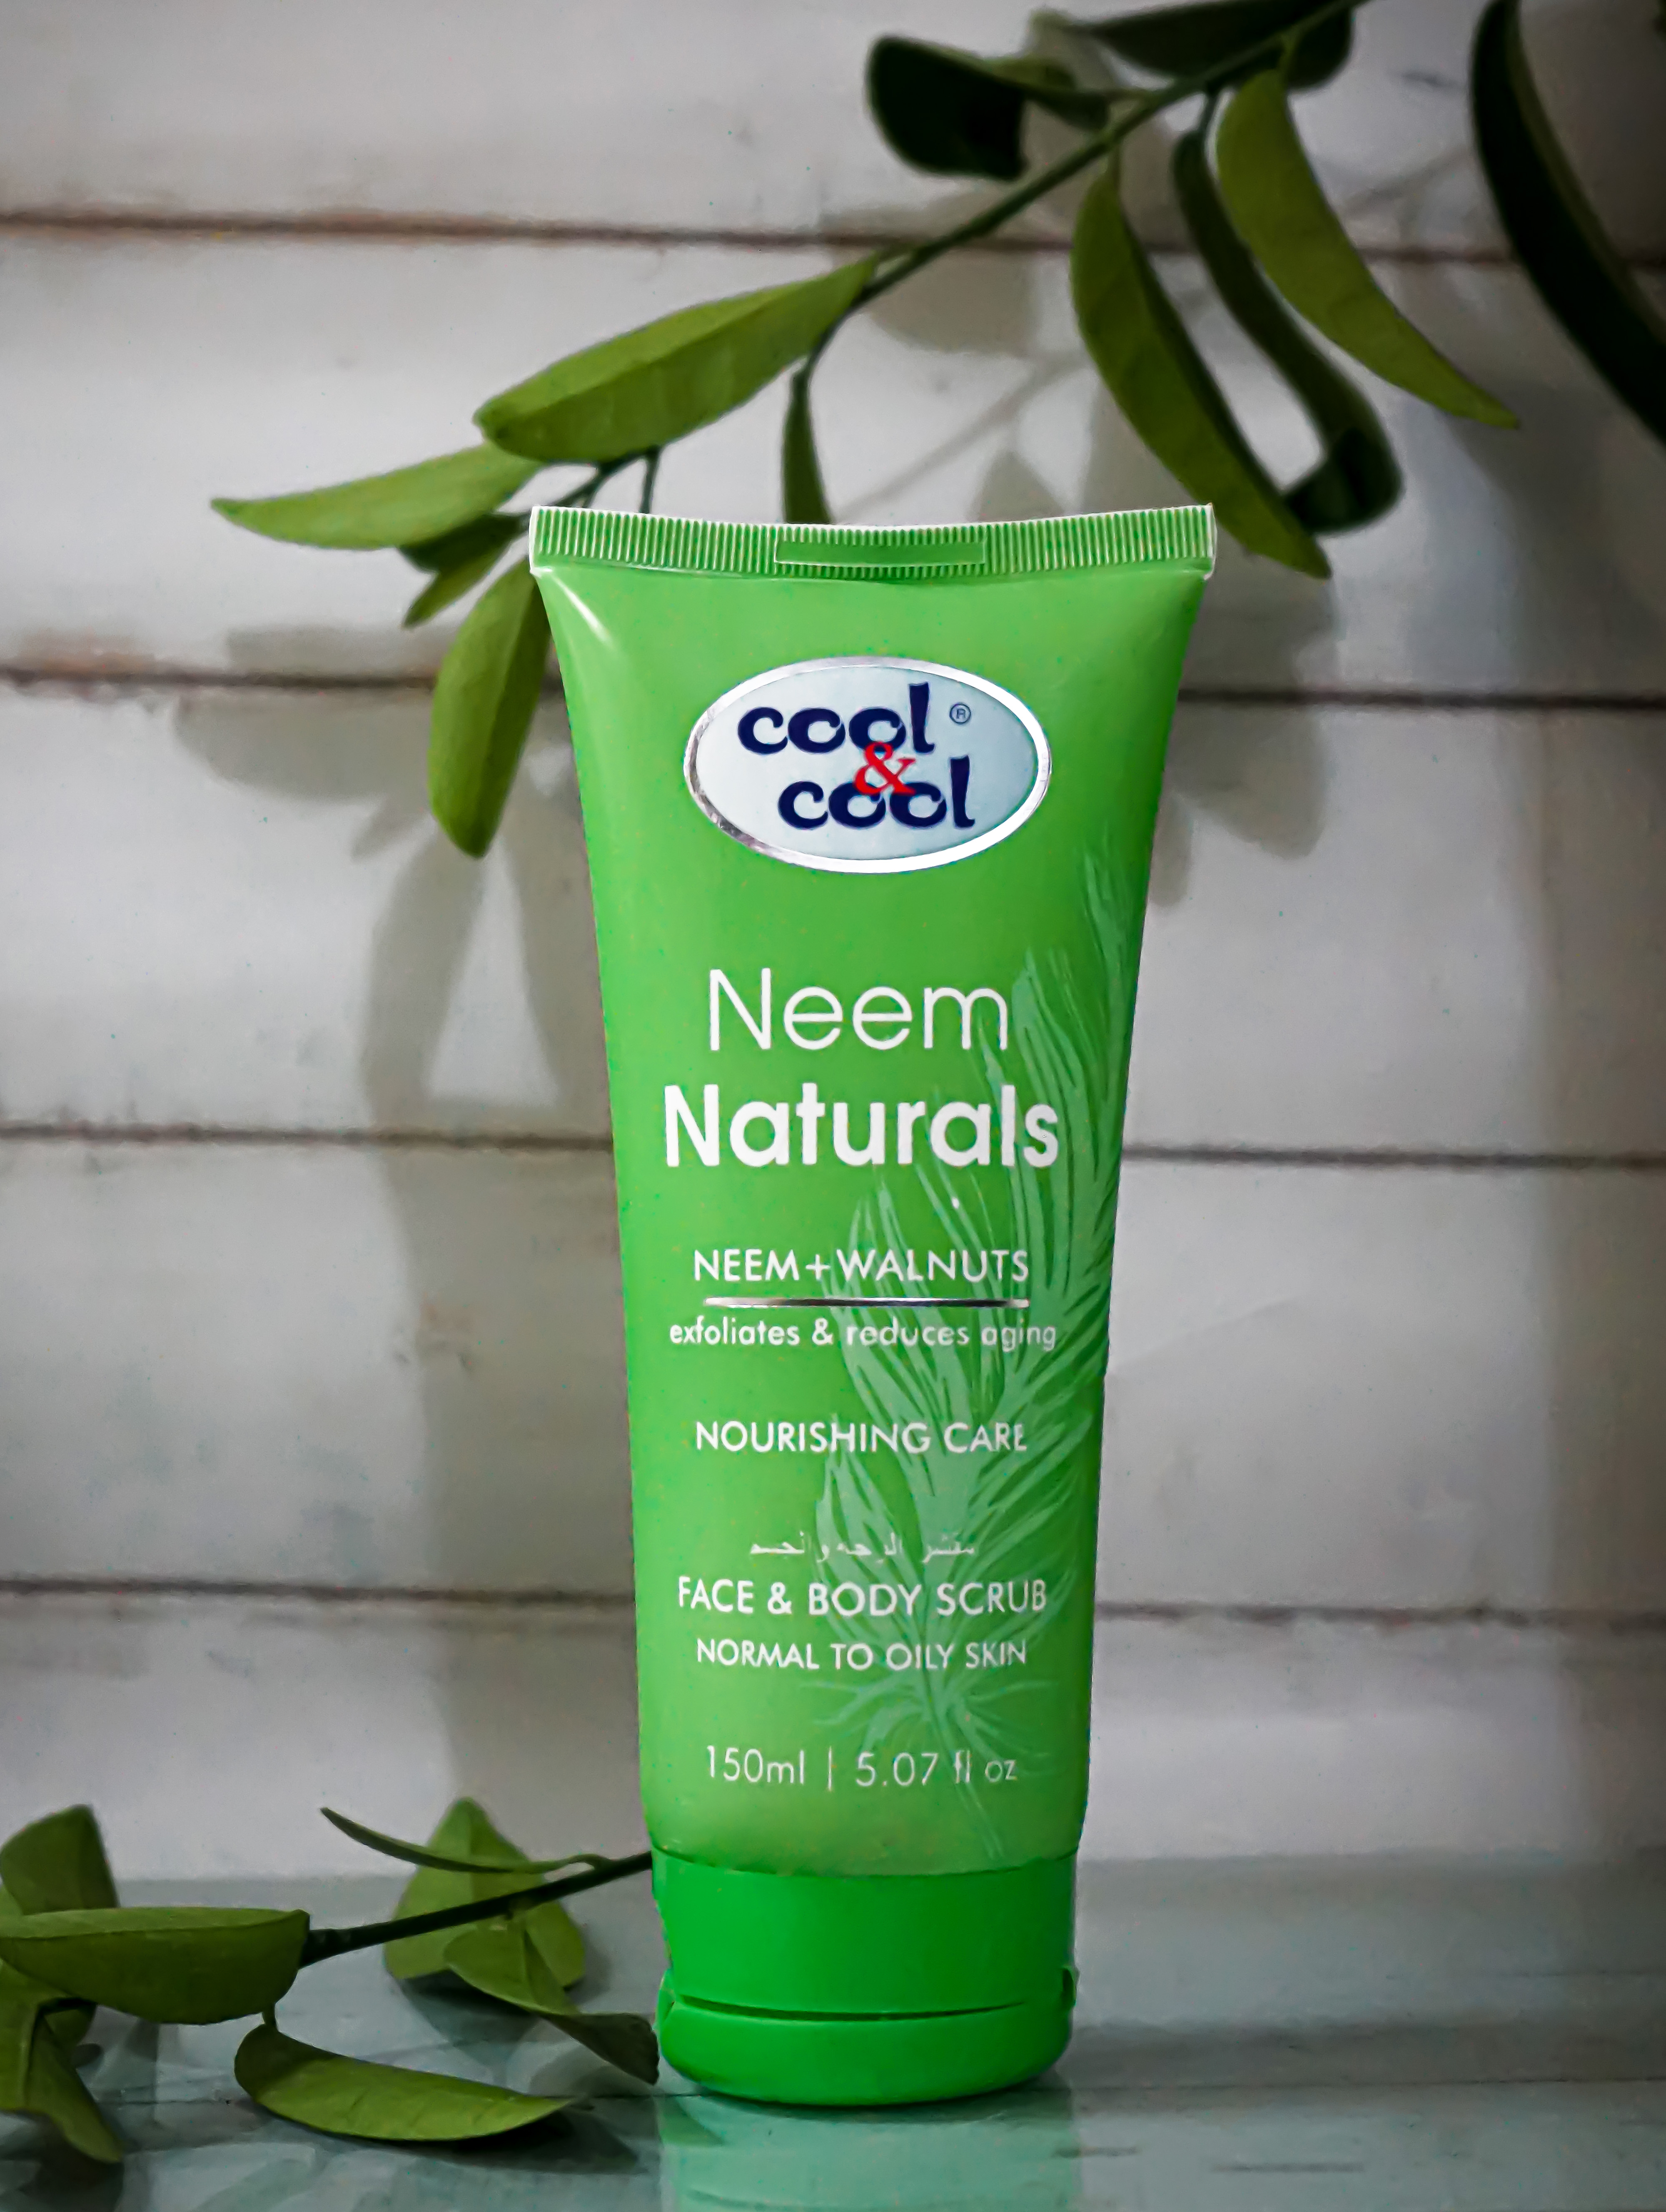 cool ®
&
cool
Neem
Naturals
NEEM+WALNUTS
exfoliates & reduces aging
NOURISHING CARE
مقشر الوجه والجسم
FACE & BODY SCRUB
NORMAL TO OILY SKIN
150ml | 5.07 fl oz